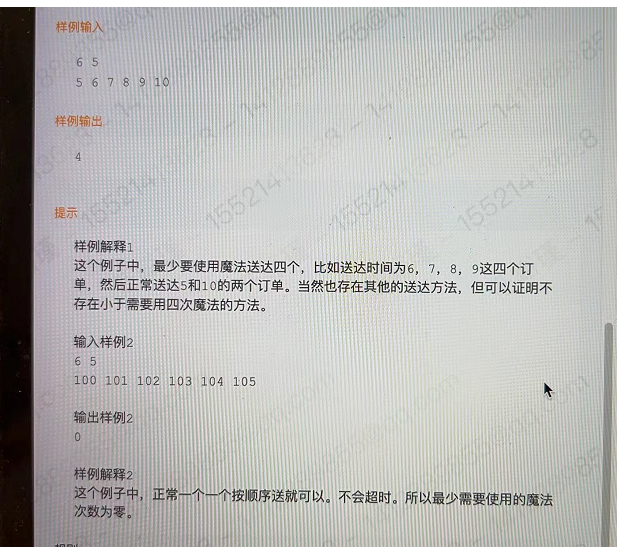 样例输入
6 5
5 6 7 8 9 10
样例输出
4
提示
样例解释1
这个例子中，最少要使用魔法送达四个，比如送达时间为6，7，8，9这四个订
单，然后正常送达5和10的两个订单。当然也存在其他的送达方法，但可以证明不
存在小于需要用四次魔法的方法。
输入样例2
6 5
100 101 102 103 104 105
输出样例2
0
样例解释2
这个例子中，正常一个一个按顺序送就可以。不会超时。所以最少需要使用的魔法
次数为零。